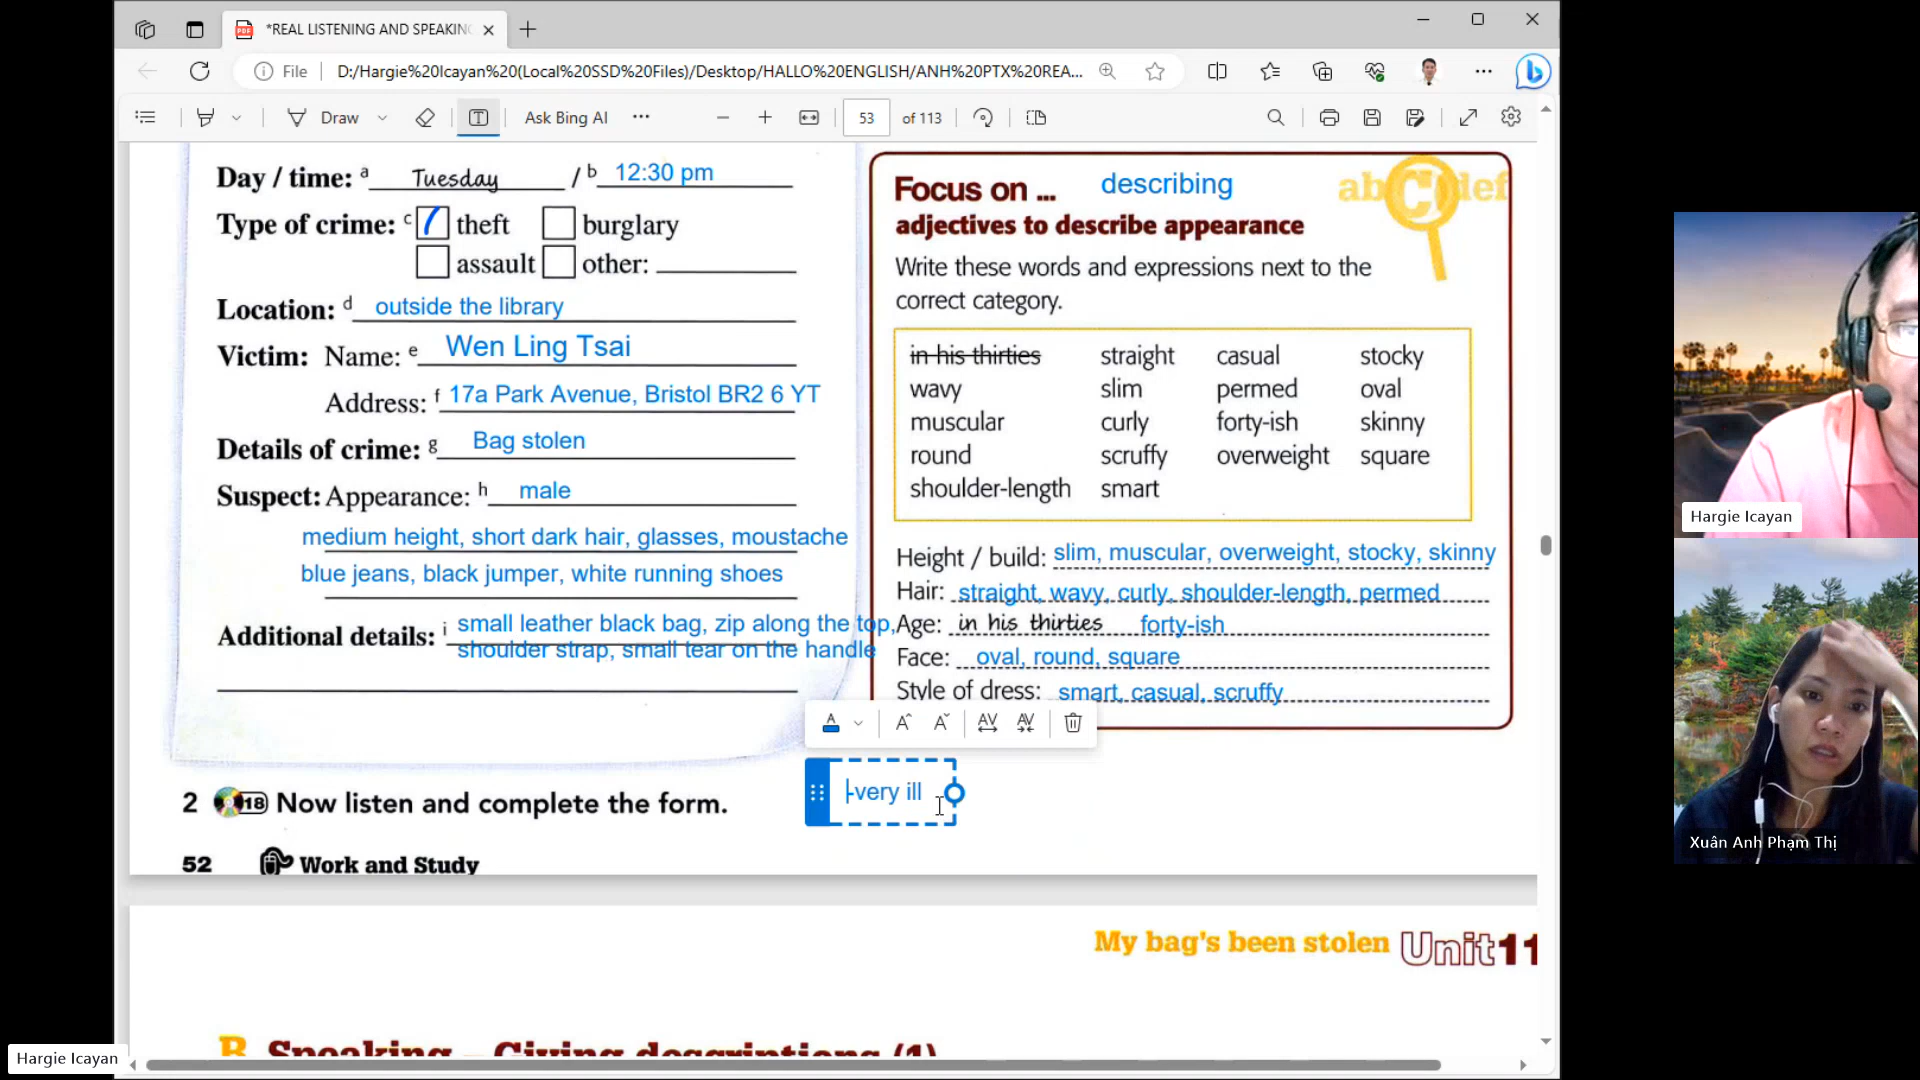 *REAL LISTENING AND SPEAKING
File
D:/Hargie%20Icayan%20(Local%20SSD%20Files)/Desktop/HALLO%20ENGLISH/ANH%20PTX%20REA...
Draw
Ask Bing AI
53
of 113
Day / time: a Tuesday / b 12:30 pm
Type of crime: c theft burglary
assault other:
Location: d outside the library
Victim: Name: e Wen Ling Tsai
Address: f 17a Park Avenue, Bristol BR2 6 YT
Details of crime: g Bag stolen
Suspect: Appearance: h male
medium height, short dark hair, glasses, moustache
blue jeans, black jumper, white running shoes
Additional details: i small leather black bag, zip along the top,
shoulder strap, small tear on the handle
2 18 Now listen and complete the form.
52 Work and Study
Focus on ... describing
ab c def
adjectives to describe appearance
Write these words and expressions next to the
correct category.
in his thirties straight casual stocky
wavy slim permed oval
muscular curly forty-ish skinny
round scruffy overweight square
shoulder-length smart
Height / build: slim, muscular, overweight, stocky, skinny
Hair: straight, wavy, curly, shoulder-length, permed
Age: in his thirties forty-ish
Face: oval, round, square
Style of dress: smart, casual, scruffy
-very ill
My bag's been stolen Unit 11
B Speaking – Giving descriptions (1)
Hargie Icayan
Xuân Anh Phạm Thị
Hargie Icayan